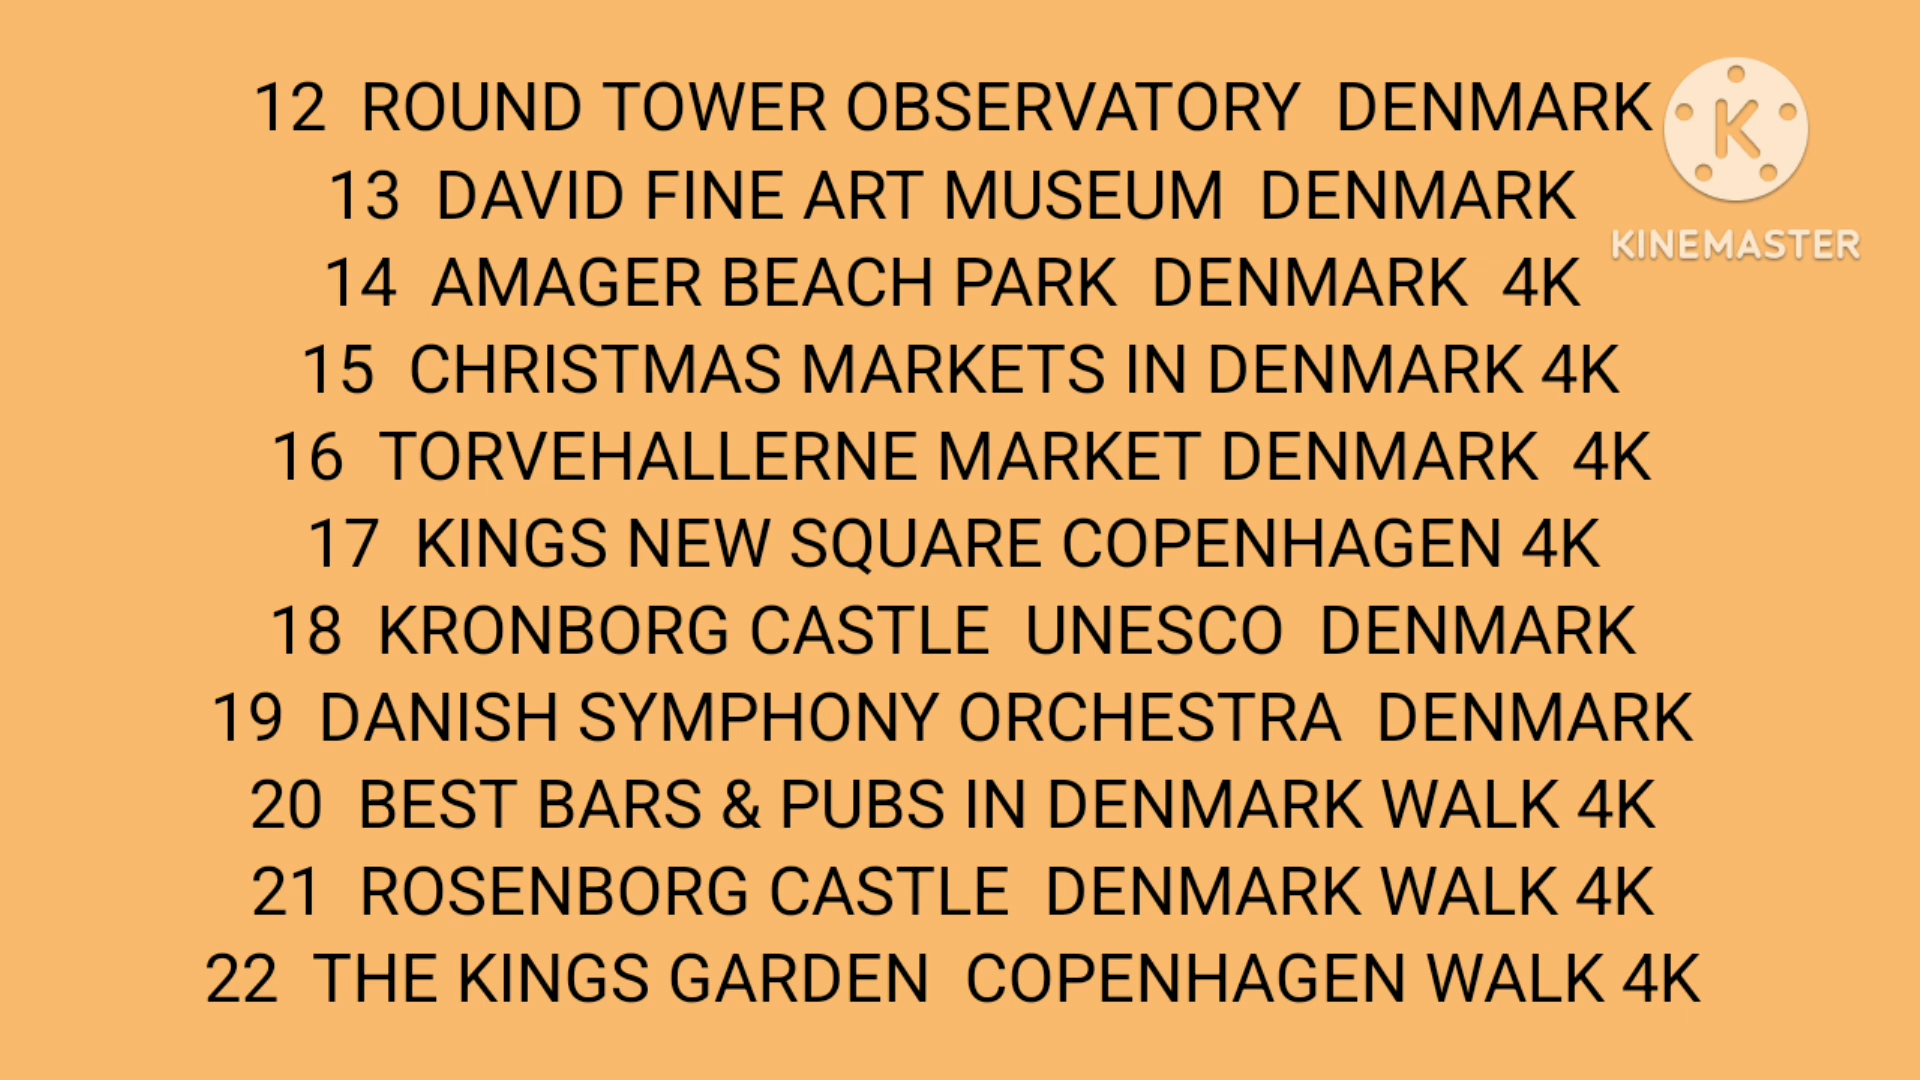 12  ROUND TOWER OBSERVATORY  DENMARK
13  DAVID FINE ART MUSEUM  DENMARK
14  AMAGER BEACH PARK  DENMARK  4K
15  CHRISTMAS MARKETS IN DENMARK 4K
16  TORVEHALLERNE MARKET DENMARK  4K
17  KINGS NEW SQUARE COPENHAGEN 4K
18  KRONBORG CASTLE  UNESCO  DENMARK
19  DANISH SYMPHONY ORCHESTRA  DENMARK
20  BEST BARS & PUBS IN DENMARK WALK 4K
21  ROSENBORG CASTLE  DENMARK WALK 4K
22  THE KINGS GARDEN  COPENHAGEN WALK 4K
K
KINEMASTER